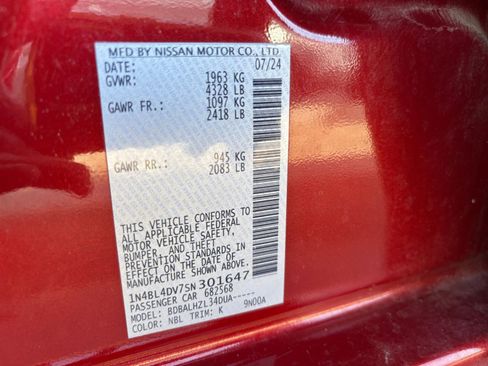 MFD BY NISSAN MOTOR CO., LTD.
DATE: 07/24
GVWR: 1963 KG
4328 LB
GAWR FR.: 1097 KG
2418 LB
GAWR RR.: 945 KG
2083 LB
THIS VEHICLE CONFORMS TO
ALL APPLICABLE FEDERAL
MOTOR VEHICLE SAFETY,
BUMPER, AND THEFT
PREVENTION STANDARDS IN
EFFECT ON THE DATE OF
MANUFACTURE SHOWN ABOVE.
1N4BL4DV7SN301647
PASSENGER CAR 682568
MODEL: BDBALHZL34DUA-----
COLOR: NBL TRIM: K 9N00A